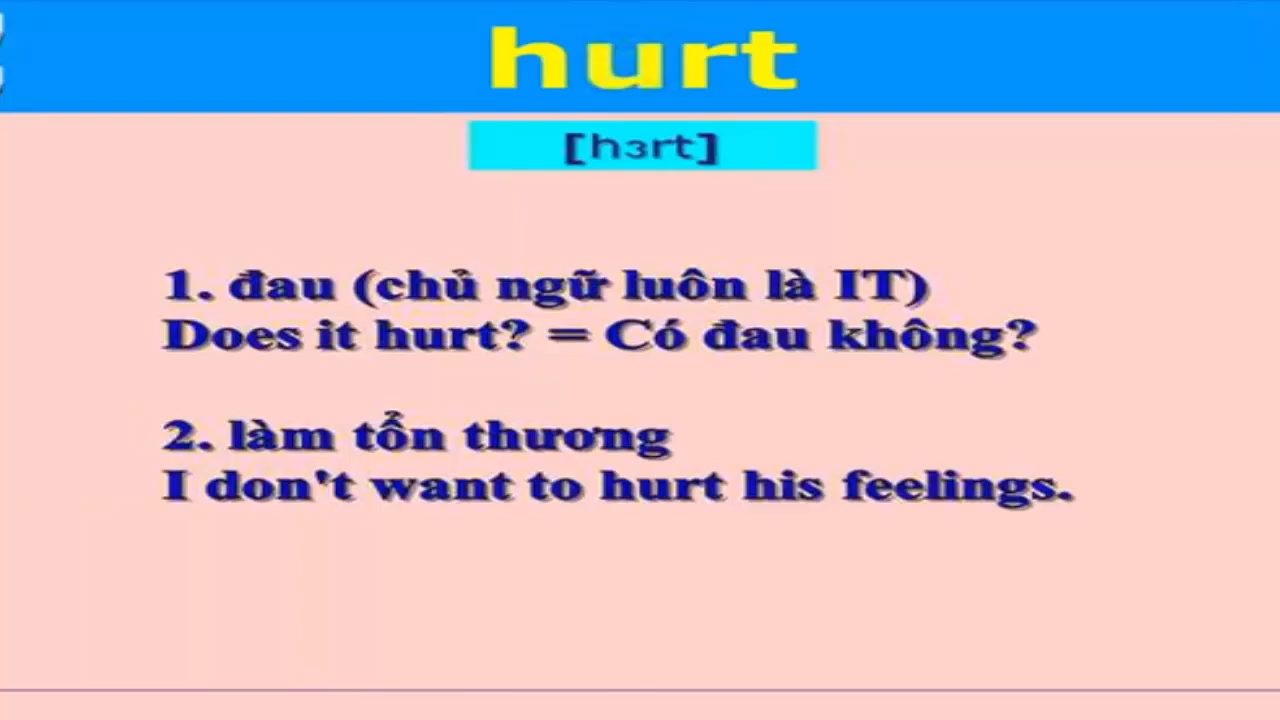 hurt
[hɜrt]
1. đau (chủ ngữ luôn là IT)
Does it hurt? = Có đau không?
2. làm tổn thương
I don't want to hurt his feelings.